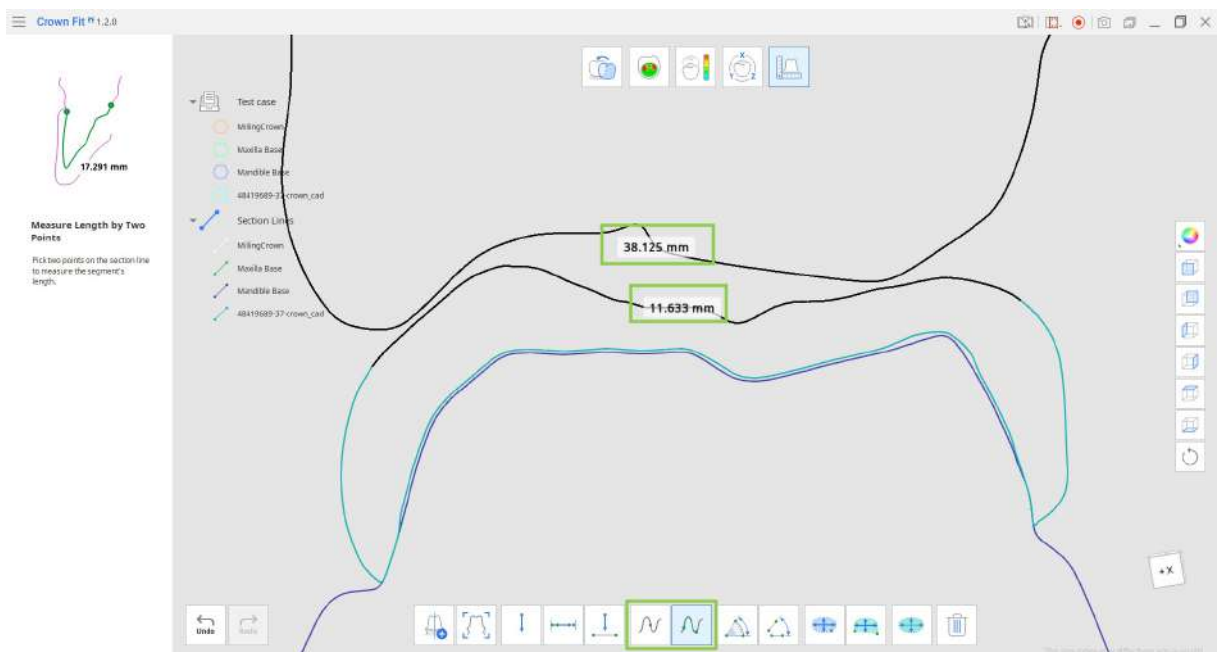 Crown Fit 1.2.0
17.291 mm
Measure Length by Two
Points
Pick two points on the section line
to measure the segment's
length.
Test case
MillingCrown
Maxilla Base
Mandible Base
48419689-37-crown_cad
Section Lines
MillingCrown
Maxilla Base
Mandible Base
48419689-37-crown_cad
X
Y
Z
38.125 mm
11.633 mm
+X
Undo
Redo